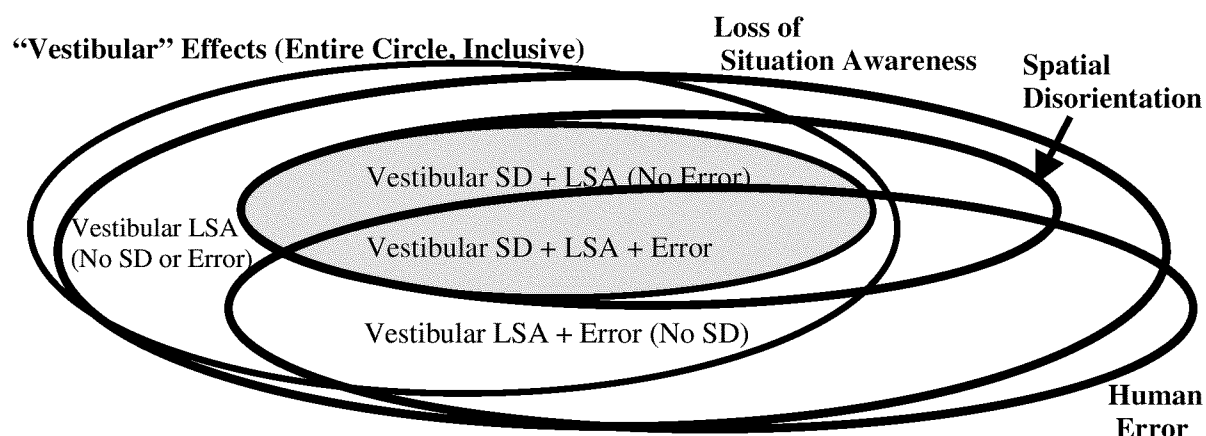 “Vestibular” Effects (Entire Circle, Inclusive)
Loss of
Situation Awareness
Spatial
Disorientation
Vestibular SD + LSA (No Error)
Vestibular LSA
(No SD or Error)
Vestibular SD + LSA + Error
Vestibular LSA + Error (No SD)
Human
Error